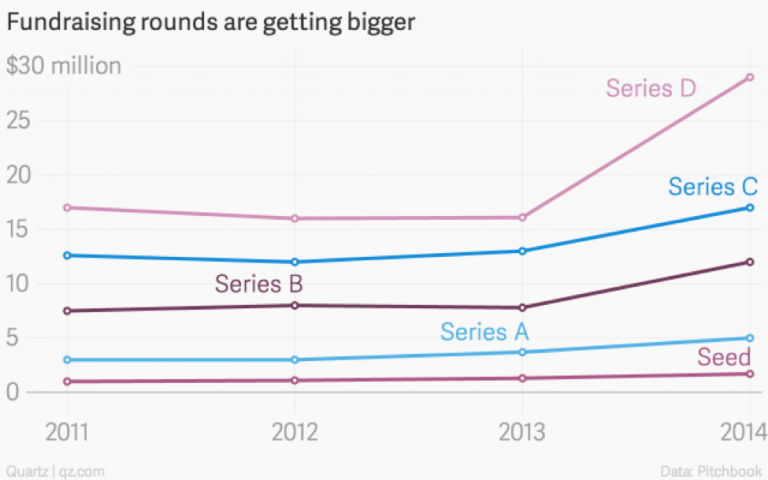 Fundraising rounds are getting bigger
$30 million
Series D
25
20
Series C
15
Series B
10
Series A
5
Seed
0
2011 2012 2013 2014
Quartz | qz.com Data: Pitchbook